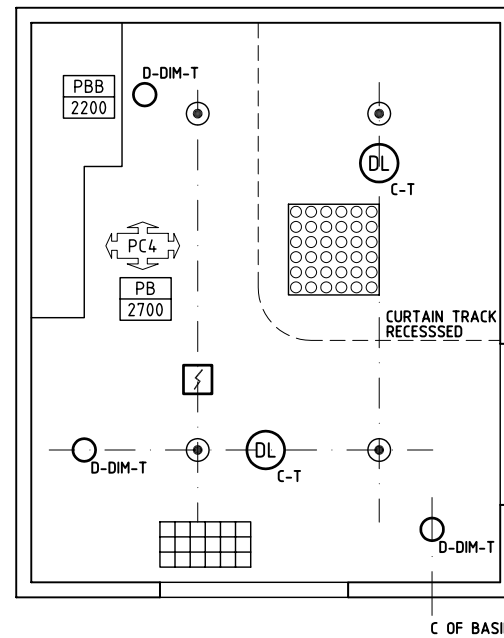 D-DIM-T
PBB
2200
DL
C-T
PC4
PB
2700
CURTAIN TRACK
RECESSSED
D-DIM-T
DL
C-T
D-DIM-T
C OF BASI